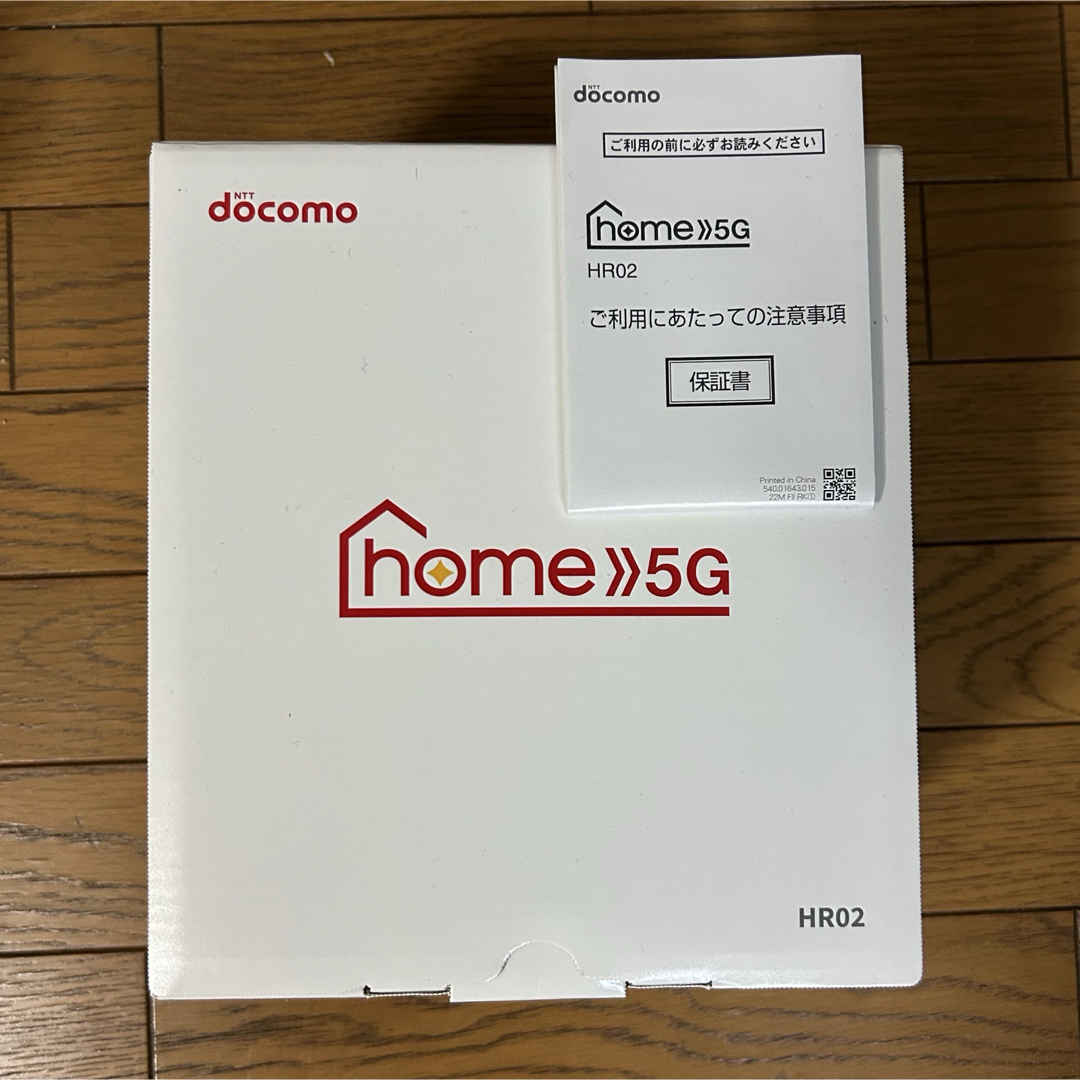 NTT
docomo
home 5G
HR02
NTT
docomo
ご利用の前に必ずお読みください
home 5G
HR02
ご利用にあたっての注意事項
保証書
Printed in China
540.01643.015
22M FII RK①